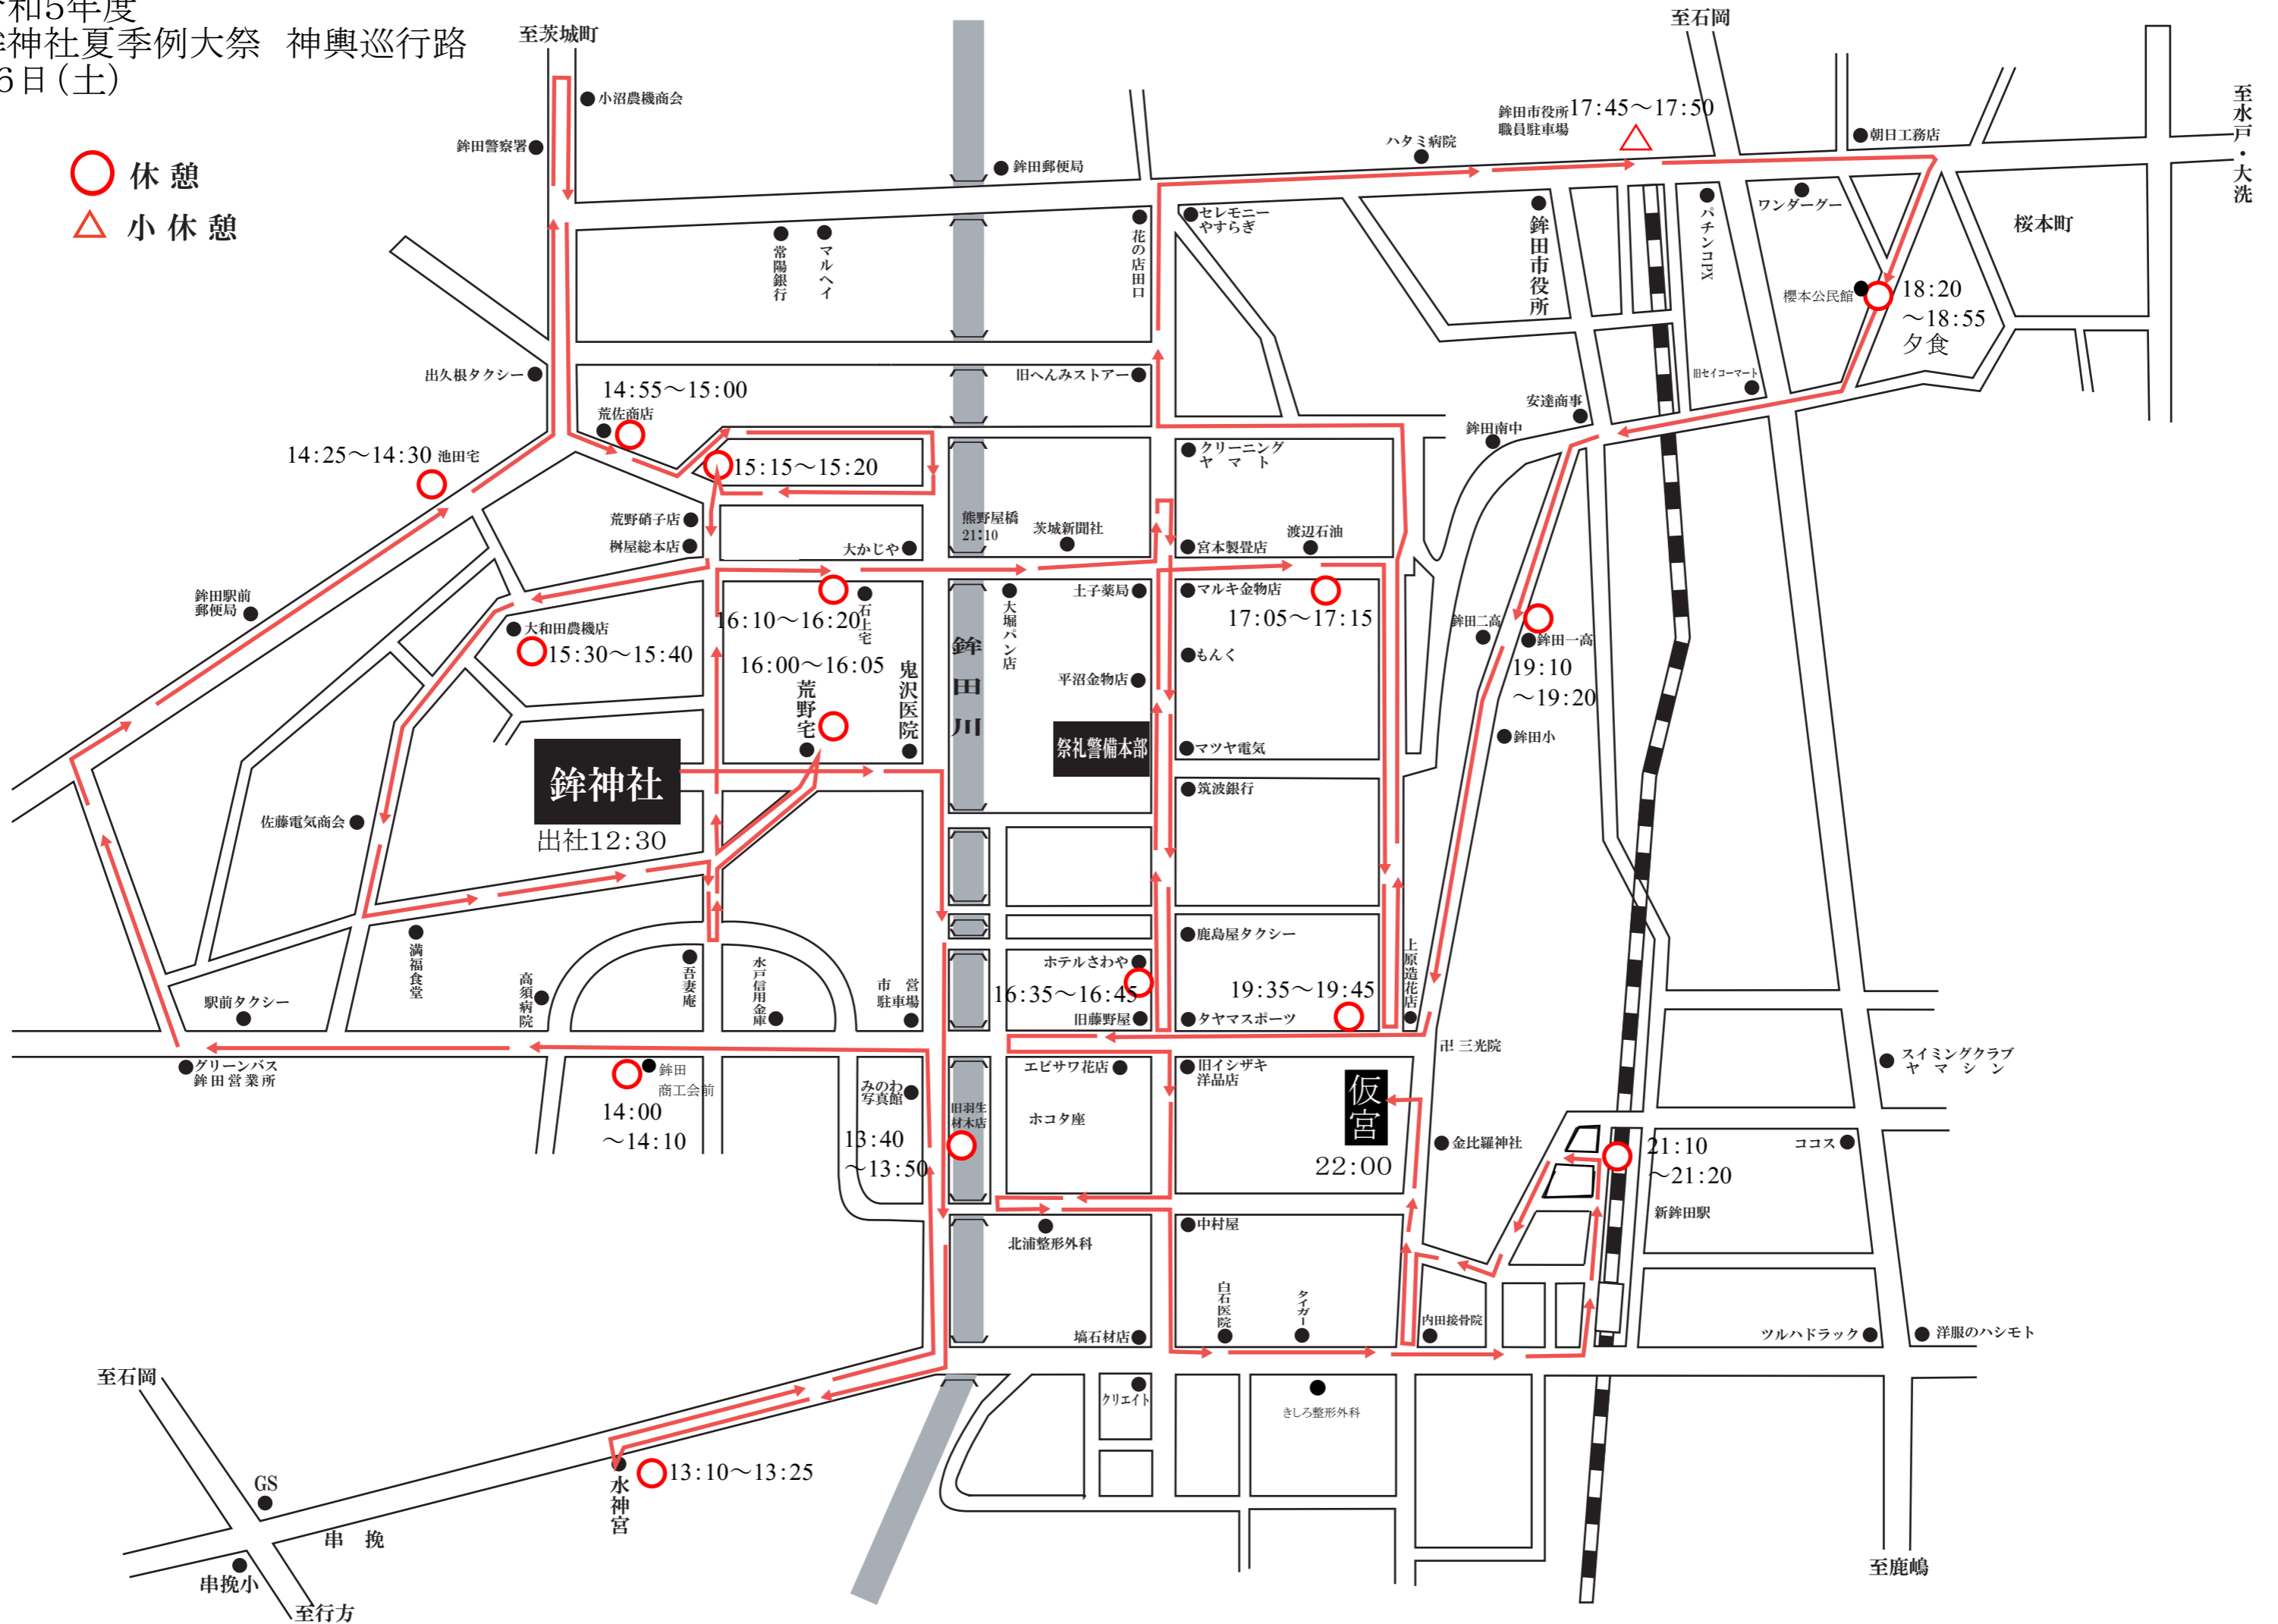 和5年度
神社夏季例大祭 神輿巡行路
6日(土)
休憩
小休憩
至茨城町
小沼農機商会
鉾田警察署
鉾田郵便局
ハタミ病院
鉾田市役所
職員駐車場
17:45～17:50
至石岡
朝日工務店
至水戸・大洗
桜本町
ワンダーグー
パチンコPX
鉾田市役所
セレモニー
やすらぎ
花の店田口
常陽銀行
マルヘイ
櫻本公民館
18:20
～18:55
夕食
旧セイコーマート
安達商事
鉾田南中
出久根タクシー
旧へんみストアー
14:55～15:00
荒佐商店
14:25～14:30 池田宅
15:15～15:20
クリーニング
ヤマト
荒野硝子店
桝屋総本店
大かじや
熊野屋橋
21:10
茨城新聞社
宮本製畳店
渡辺石油
鉾田駅前
郵便局
大和田農機店
15:30～15:40
16:10～16:20
石上宅
16:00～16:05
荒野宅
鬼沢医院
鉾田川
大堀パン店
土子薬局
マルキ金物店
17:05～17:15
もんく
平沼金物店
祭礼警備本部
マツヤ電気
筑波銀行
鉾田二高
鉾田一高
19:10
～19:20
鉾田小
鉾神社
出社12:30
佐藤電気商会
満福食堂
高須病院
吾妻庵
水戸信用金庫
市営
駐車場
駅前タクシー
グリーンバス
鉾田営業所
ホテルさわや
16:35～16:45
旧藤野屋
鹿島屋タクシー
19:35～19:45
タヤマスポーツ
上原造花店
卍 三光院
鉾田
商工会前
14:00
～14:10
みのわ
写真館
旧羽生
材木店
13:40
～13:50
エビサワ花店
ホコタ座
旧イシザキ
洋品店
仮宮
22:00
金比羅神社
21:10
～21:20
新鉾田駅
スイミングクラブ
ヤマシン
ココス
北浦整形外科
中村屋
白石医院
タイガー
内田接骨院
塙石材店
ツルハドラック
洋服のハシモト
クリエイト
きしろ整形外科
至石岡
GS
串挽
串挽小
至行方
水神宮
13:10～13:25
至鹿嶋